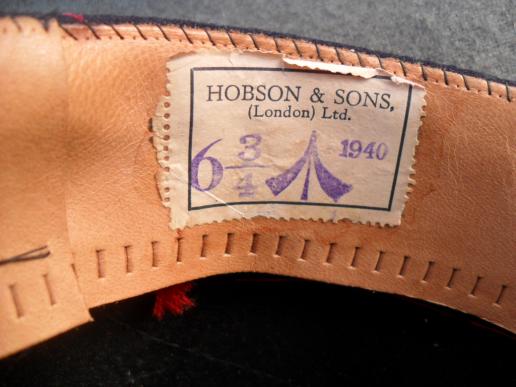 HOBSON & SONS,
(London) Ltd.
6 3/4 1940